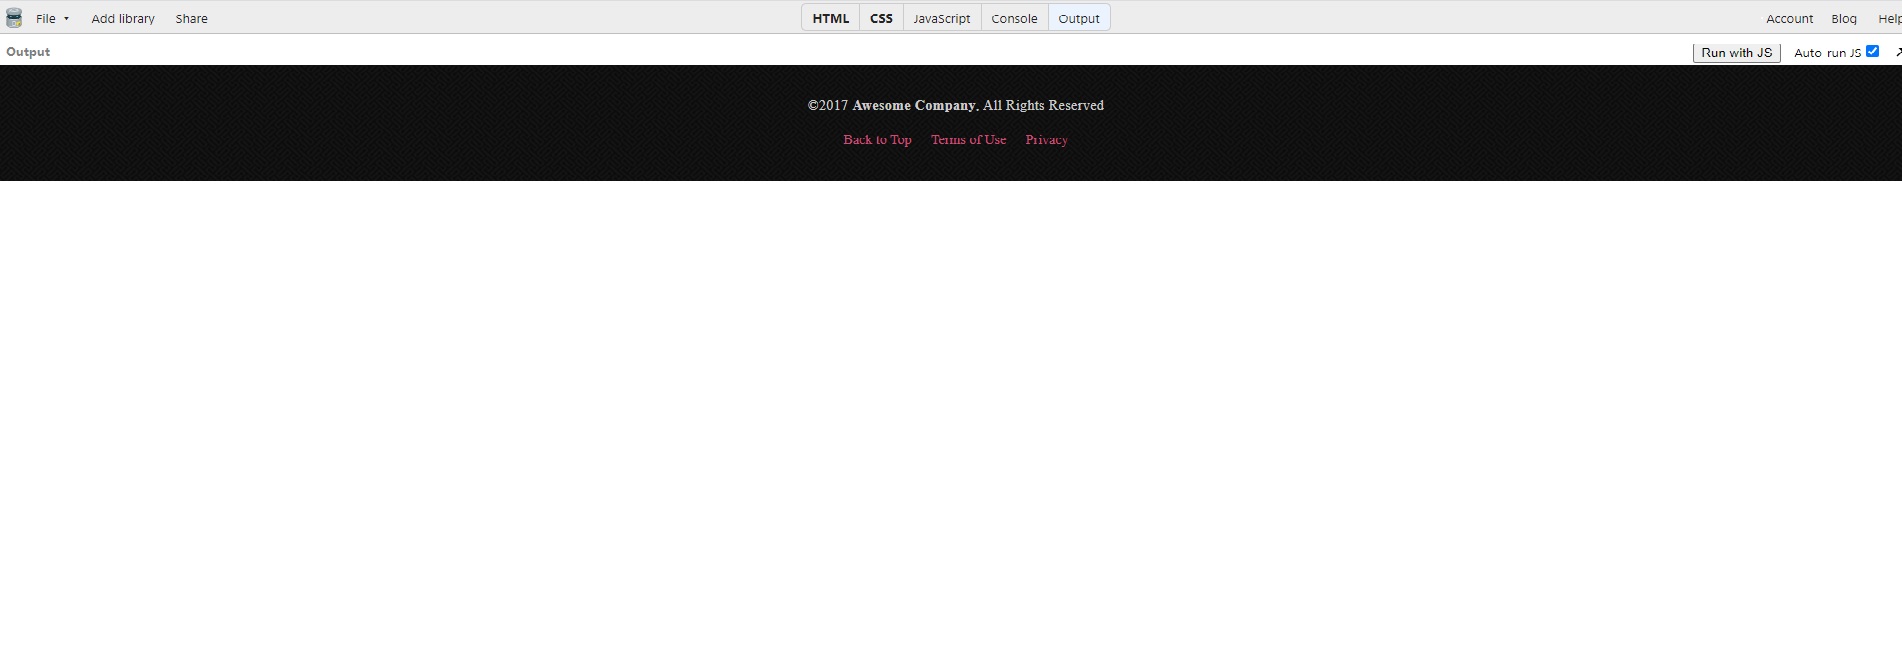 File Add library Share HTML CSS JavaScript Console Output Account Blog Help
Output Run with JS Auto-run JS
©2017 Awesome Company. All Rights Reserved
Back to Top Terms of Use Privacy